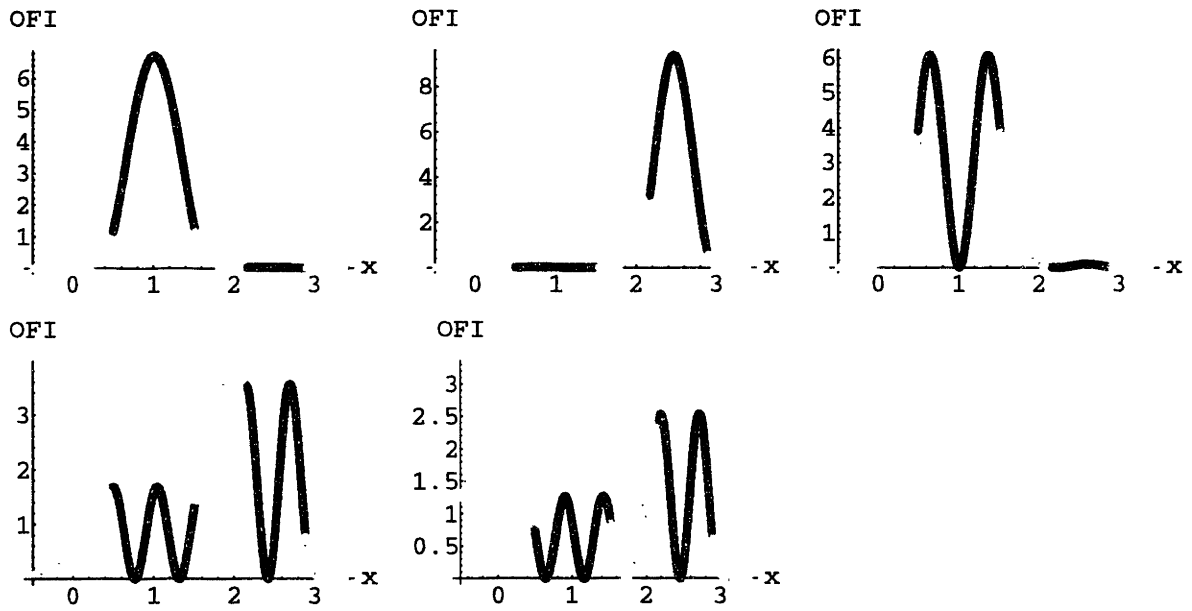 OFI OFI OFI
6 8 6
5 6 5
4 4 4
3 2 3
2 2
1 1
0 1 2 3 -x 0 1 2 3 -x 0 1 2 3 -x
OFI OFI
3 3
2 2.5
1 2
1.5
1
0.5
0 1 2 3 -x 0 1 2 3 -x